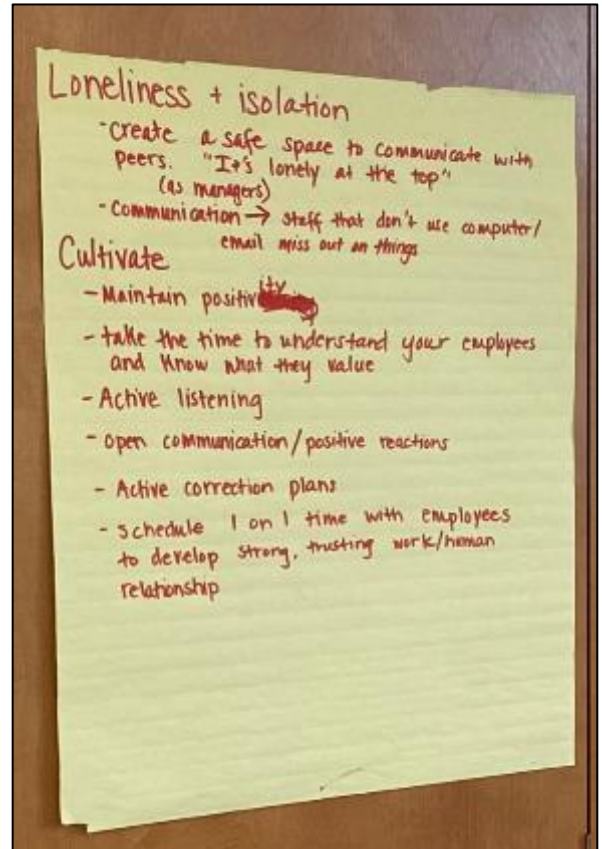 Loneliness + isolation
- Create a safe space to communicate with
peers. "It's lonely at the top"
(as managers)
- Communication → staff that don't use computer/
email miss out on things
Cultivate
- Maintain positivity
- take the time to understand your employees
and know what they value
- Active listening
- open communication/positive reactions
- Active correction plans
- schedule 1 on 1 time with employees
to develop strong, trusting work/human
relationship